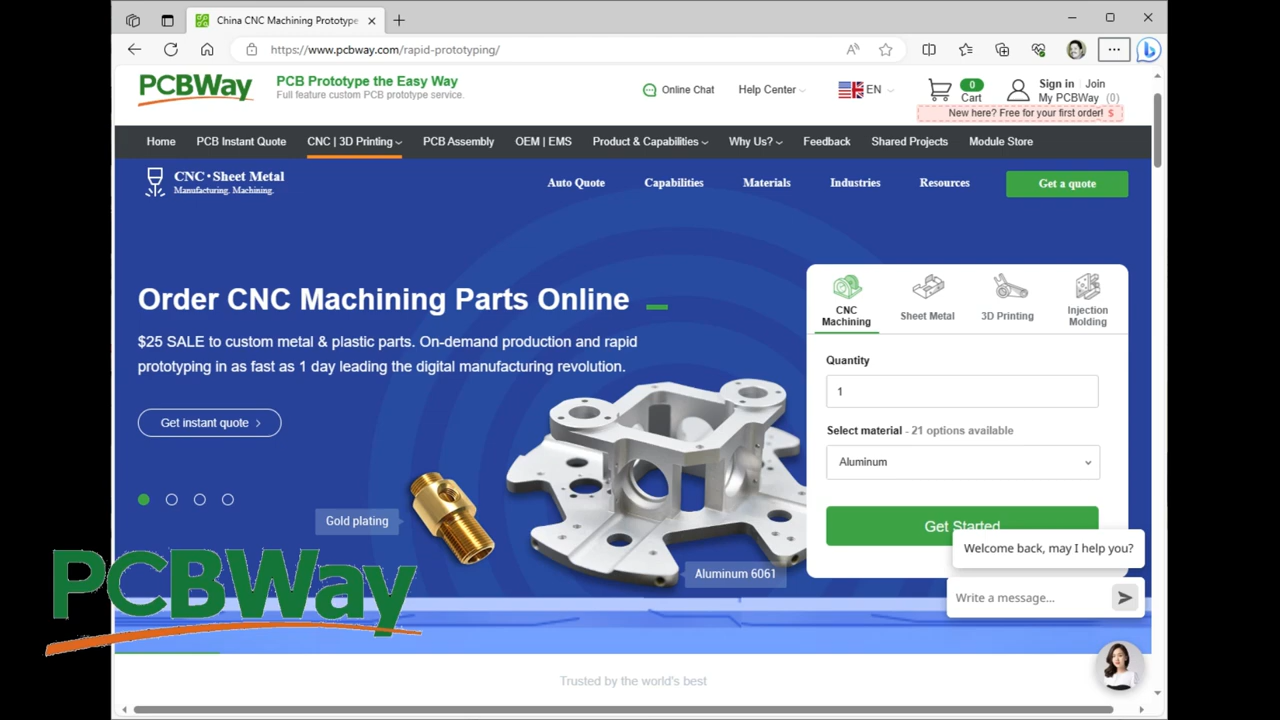 China CNC Machining Prototype
https://www.pcbway.com/rapid-prototyping/
PCBWay
PCB Prototype the Easy Way
Full feature custom PCB prototype service.
Online Chat
Help Center
EN
0
Cart
Sign in | Join
My PCBWay (0)
New here? Free for your first order! $
Home
PCB Instant Quote
CNC | 3D Printing
PCB Assembly
OEM | EMS
Product & Capabilities
Why Us?
Feedback
Shared Projects
Module Store
CNC·Sheet Metal
Manufacturing. Machining.
Auto Quote
Capabilities
Materials
Industries
Resources
Get a quote
Order CNC Machining Parts Online
$25 SALE to custom metal & plastic parts. On-demand production and rapid
prototyping in as fast as 1 day leading the digital manufacturing revolution.
Get instant quote
Gold plating
Aluminum 6061
CNC
Machining
Sheet Metal
3D Printing
Injection
Molding
Quantity
1
Select material - 21 options available
Aluminum
Get Started
Welcome back, may I help you?
Write a message...
PCBWay
Trusted by the world's best